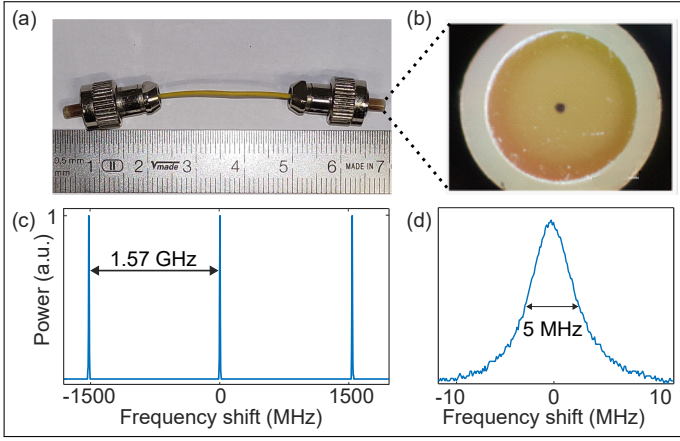 (a)
(b)
0,5 mm
mm
1 2 Vmade 3 4 5 6 MADE IN 7
(c)
1
1.57 GHz
Power (a.u.)
-1500 0 1500
Frequency shift (MHz)
(d)
5 MHz
-10 0 10
Frequency shift (MHz)